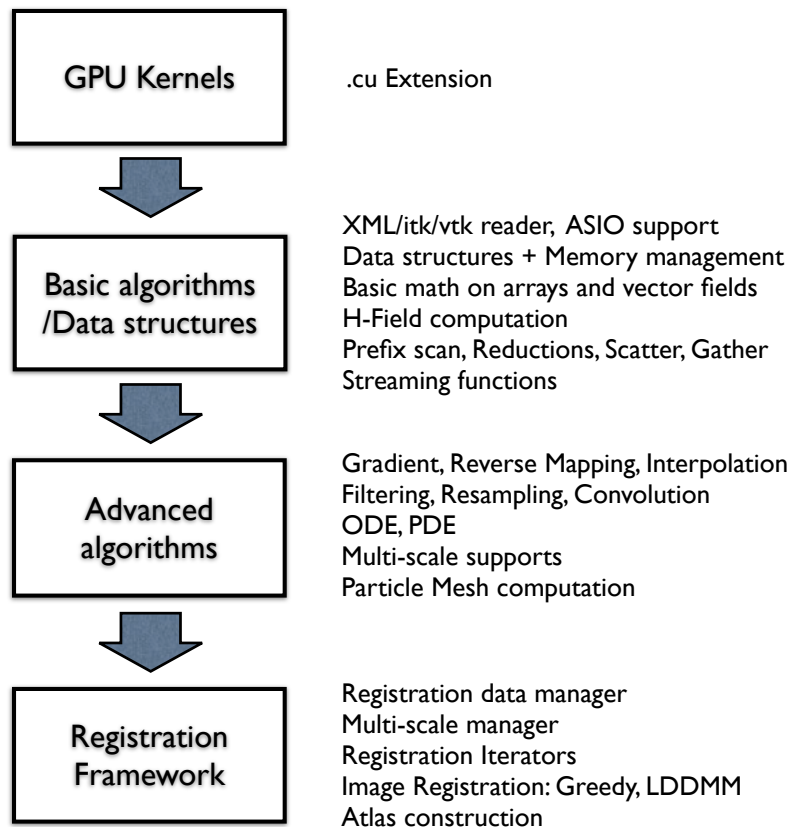 GPU Kernels
.cu Extension
Basic algorithms
/Data structures
XML/itk/vtk reader, ASIO support
Data structures + Memory management
Basic math on arrays and vector fields
H-Field computation
Prefix scan, Reductions, Scatter, Gather
Streaming functions
Advanced
algorithms
Gradient, Reverse Mapping, Interpolation
Filtering, Resampling, Convolution
ODE, PDE
Multi-scale supports
Particle Mesh computation
Registration
Framework
Registration data manager
Multi-scale manager
Registration Iterators
Image Registration: Greedy, LDDMM
Atlas construction